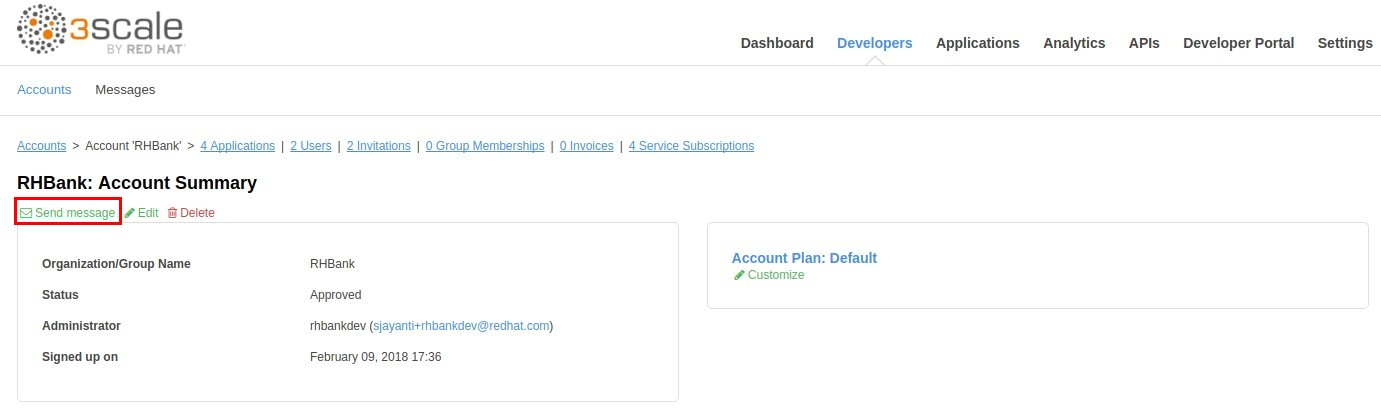 3scale
BY RED HAT
Dashboard Developers Applications Analytics APIs Developer Portal Settings
Accounts Messages
Accounts > Account 'RHBank' > 4 Applications | 2 Users | 2 Invitations | 0 Group Memberships | 0 Invoices | 4 Service Subscriptions
RHBank: Account Summary
Send message Edit Delete
Organization/Group Name RHBank
Status Approved
Administrator rhbankdev (sjayanti+rhbankdev@redhat.com)
Signed up on February 09, 2018 17:36
Account Plan: Default
Customize